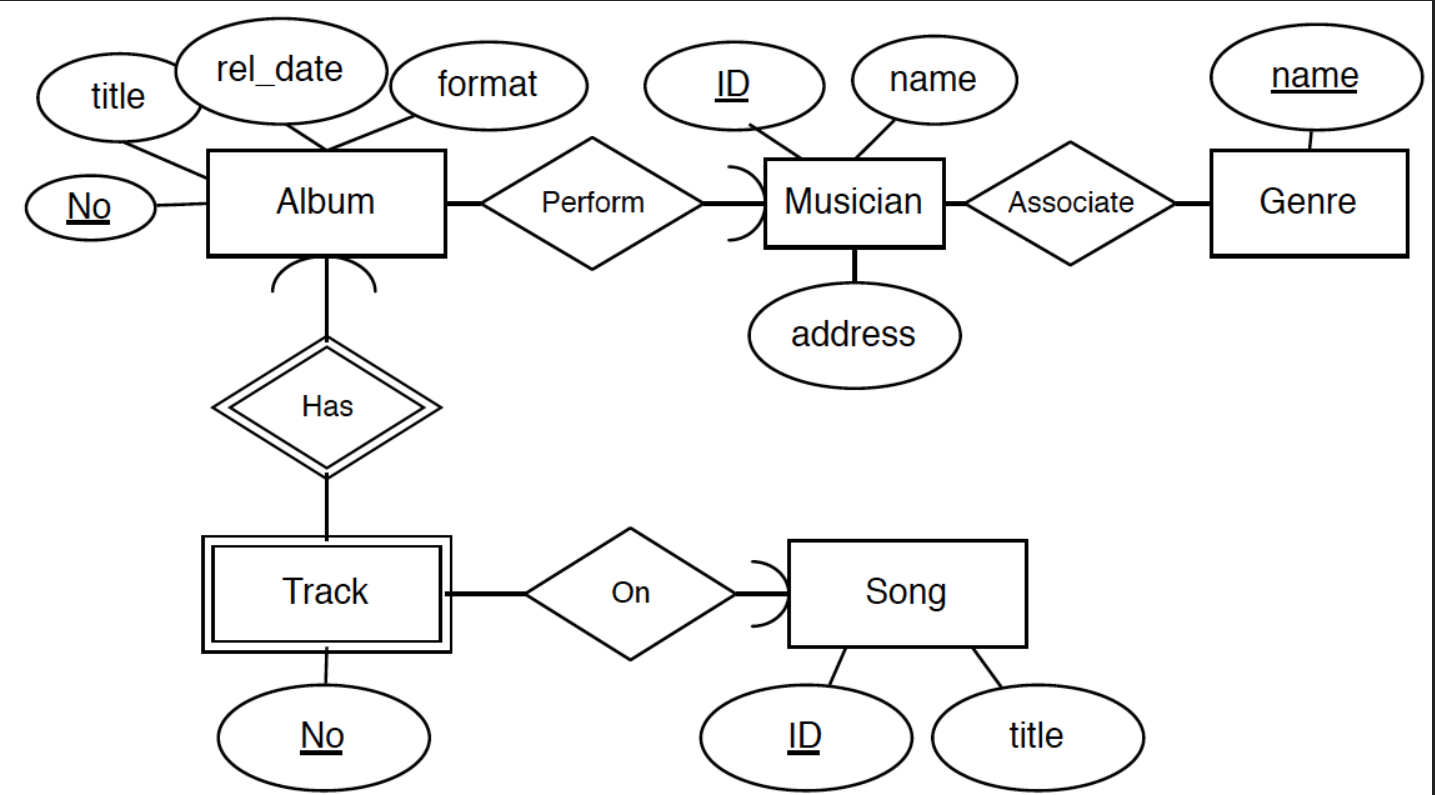 title
rel_date
format
ID
name
name
No
Album
Perform
Musician
Associate
Genre
address
Has
Track
On
Song
No
ID
title